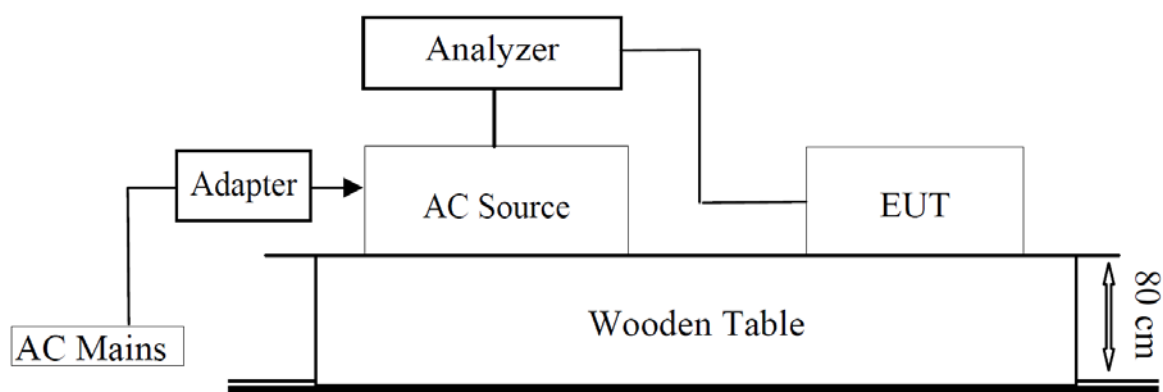 Analyzer
Adapter
AC Source
EUT
Wooden Table
80 cm
AC Mains